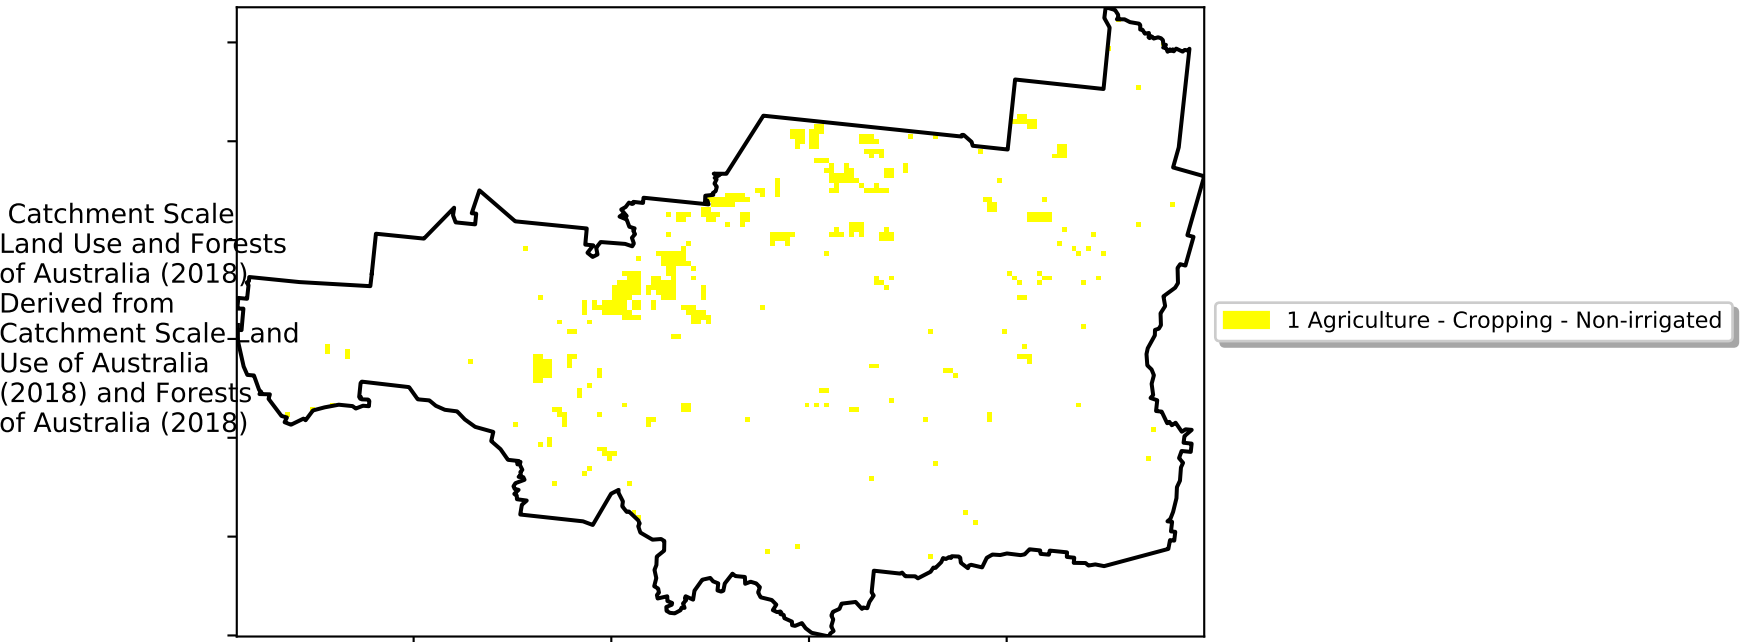 Catchment Scale
Land Use and Forests
of Australia (2018)
Derived from
Catchment Scale Land
Use of Australia
(2018) and Forests
of Australia (2018)
1 Agriculture - Cropping - Non-irrigated